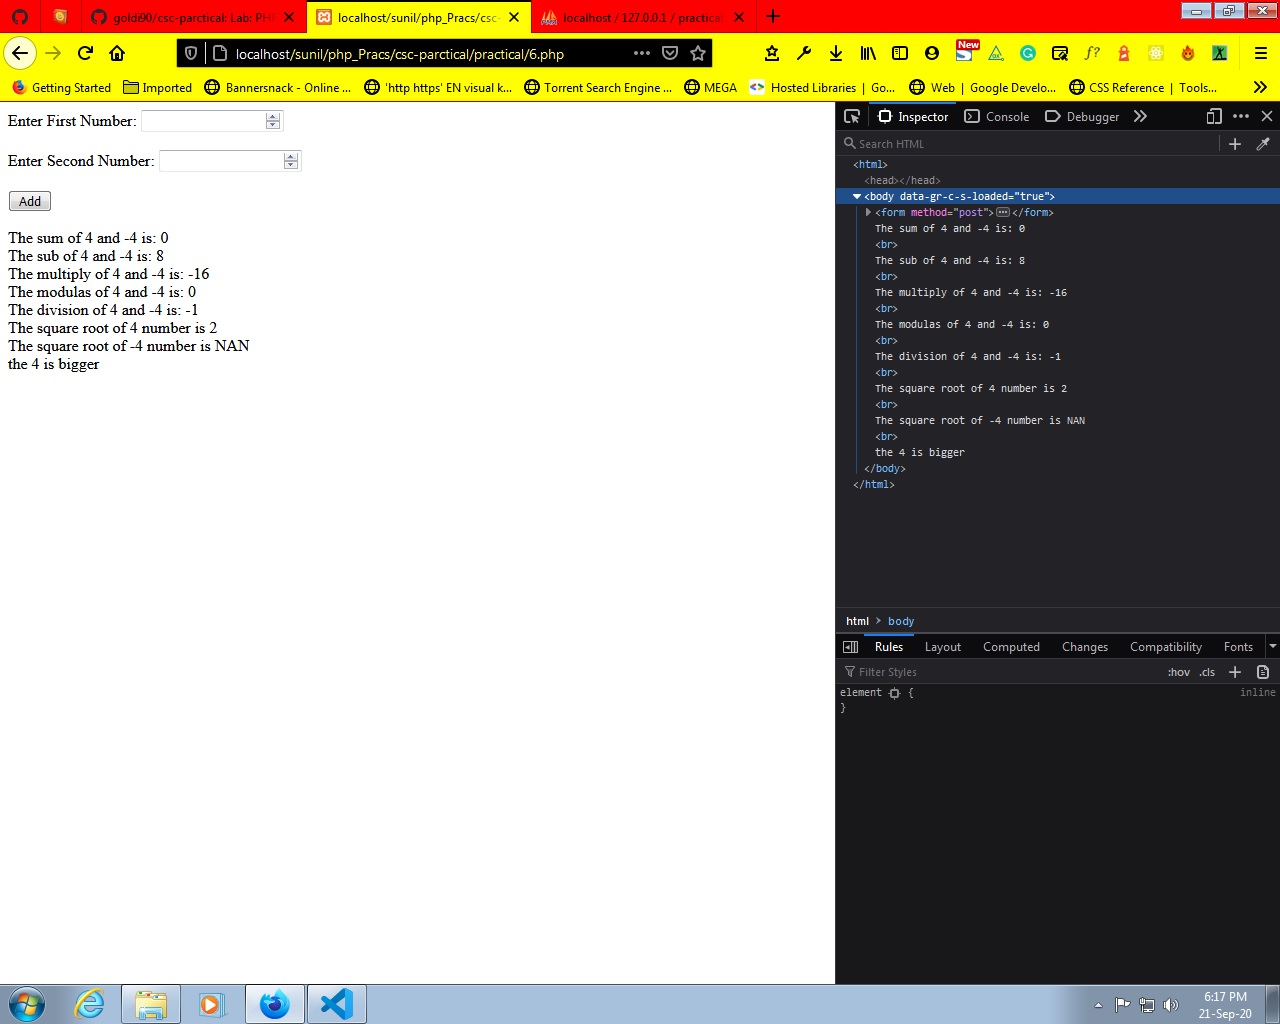 goldi90/csc-parctical: Lab: PHP
localhost/sunil/php_Pracs/csc-
localhost / 127.0.0.1 / practical
localhost/sunil/php_Pracs/csc-parctical/practical/6.php
New
f?
Getting Started
Imported
Bannersnack - Online ...
'http https' EN visual k...
Torrent Search Engine ...
MEGA
Hosted Libraries | Go...
Web | Google Develo...
CSS Reference | Tools...
Enter First Number:
Enter Second Number:
Add
The sum of 4 and -4 is: 0
The sub of 4 and -4 is: 8
The multiply of 4 and -4 is: -16
The modulas of 4 and -4 is: 0
The division of 4 and -4 is: -1
The square root of 4 number is 2
The square root of -4 number is NAN
the 4 is bigger
Inspector
Console
Debugger
Search HTML
<html>
<head></head>
<body data-gr-c-s-loaded="true">
<form method="post"></form>
The sum of 4 and -4 is: 0
<br>
The sub of 4 and -4 is: 8
<br>
The multiply of 4 and -4 is: -16
<br>
The modulas of 4 and -4 is: 0
<br>
The division of 4 and -4 is: -1
<br>
The square root of 4 number is 2
<br>
The square root of -4 number is NAN
<br>
the 4 is bigger
</body>
</html>
html > body
Rules
Layout
Computed
Changes
Compatibility
Fonts
Filter Styles
:hov .cls
element {
inline
}
6:17 PM
21-Sep-20